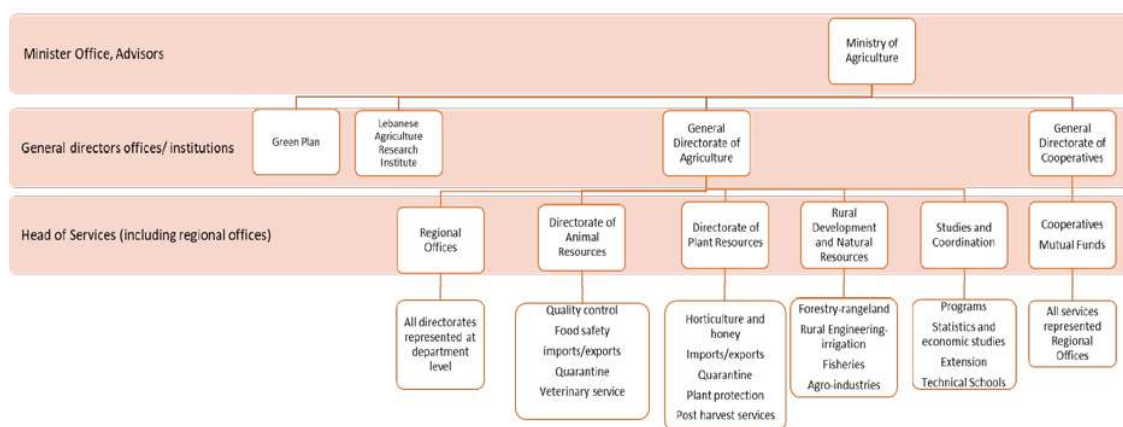 Minister Office, Advisors
Ministry of
Agriculture
General directors offices/ institutions
Green Plan
Lebanese
Agriculture
Research
Institute
General
Directorate of
Agriculture
General
Directorate of
Cooperatives
Head of Services (including regional offices)
Regional
Offices
Directorate of
Animal
Resources
Directorate of
Plant Resources
Rural
Development
and Natural
Resources
Studies and
Coordination
Cooperatives
Mutual Funds
All directorates
represented at
department
level
Quality control
Food safety
imports/exports
Quarantine
Veterinary service
Horticulture and
honey
Imports/exports
Quarantine
Plant protection
Post harvest services
Forestry-rangeland
Rural Engineering-
irrigation
Fisheries
Agro-industries
Programs
Statistics and
economic studies
Extension
Technical Schools
All services
represented
Regional
Offices